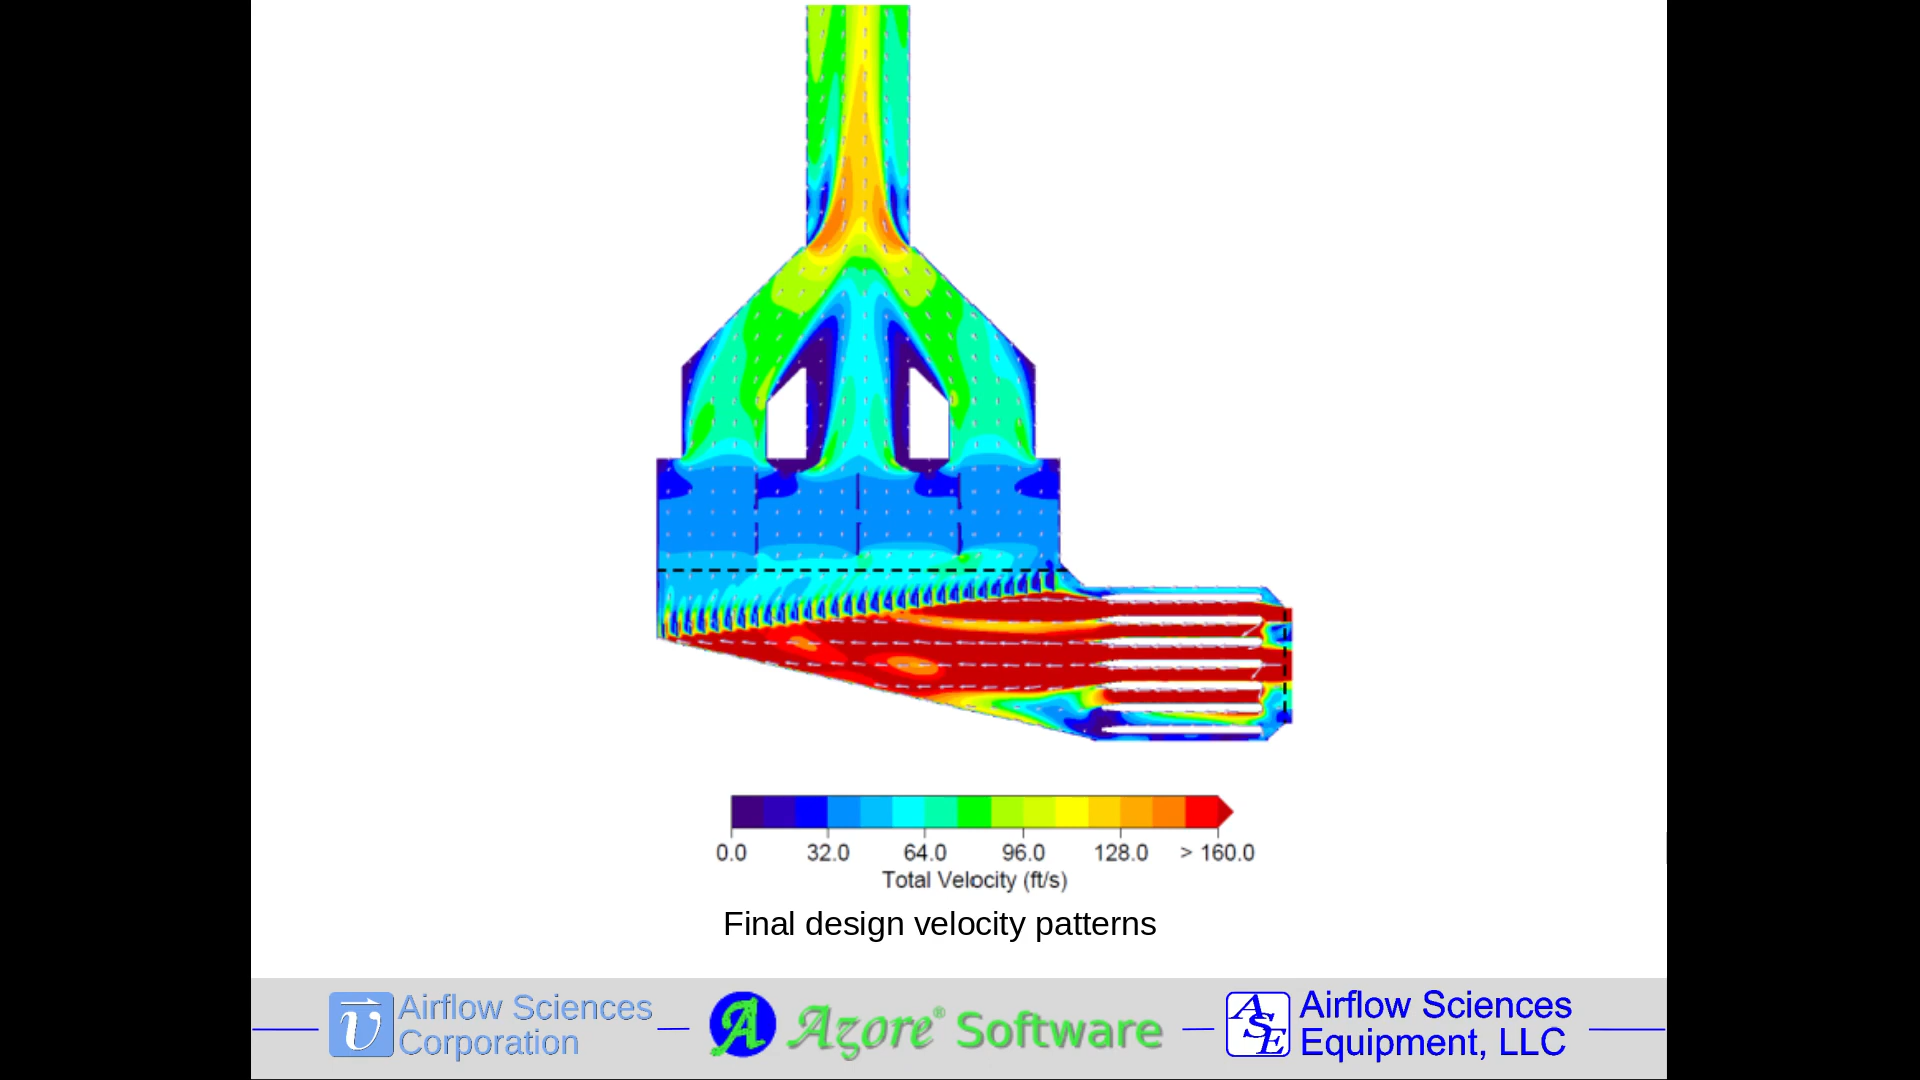 0.0 32.0 64.0 96.0 128.0 > 160.0
Total Velocity (ft/s)
Final design velocity patterns
υ Airflow Sciences
Corporation
A Azore® Software
ASE Airflow Sciences
Equipment, LLC